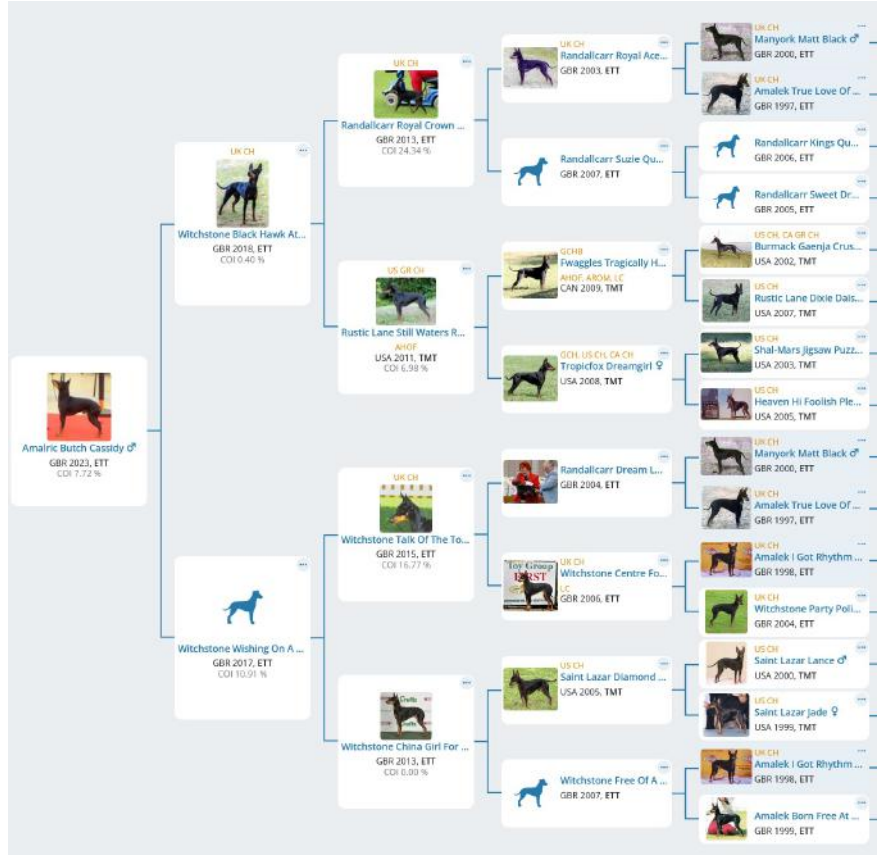 Amalric Butch Cassidy ♂
GBR 2023, ETT
COI 7.72 %
UK CH
Witchstone Black Hawk At...
GBR 2018, ETT
COI 0.40 %
Witchstone Wishing On A ...
GBR 2017, ETT
COI 10.91 %
UK CH
Randallcarr Royal Crown ...
GBR 2013, ETT
COI 24.34 %
US GR CH
Rustic Lane Still Waters R...
AHOF
USA 2011, TMT
COI 6.98 %
UK CH
Witchstone Talk Of The To...
GBR 2015, ETT
COI 16.77 %
Witchstone China Girl For ...
GBR 2013, ETT
COI 0.00 %
UK CH
Randallcarr Royal Ace...
GBR 2003, ETT
Randallcarr Suzie Qu...
GBR 2007, ETT
GCHB
Fwaggles Tragically H...
AHOF, AROM, LC
CAN 2009, TMT
GCH, US CH, CA CH
Tropicfox Dreamgirl ♀
USA 2008, TMT
Randallcarr Dream L...
GBR 2004, ETT
UK CH
Witchstone Centre Fo...
LC
GBR 2006, ETT
Toy Group
FIRST
US CH
Saint Lazar Diamond ...
USA 2005, TMT
Witchstone Free Of A ...
GBR 2007, ETT
UK CH
Manyork Matt Black ♂
GBR 2000, ETT
UK CH
Amalek True Love Of ...
GBR 1997, ETT
Randallcarr Kings Qu...
GBR 2006, ETT
Randallcarr Sweet Dr...
GBR 2005, ETT
US CH, CA GR CH
Burmack Gaenja Crus...
USA 2002, TMT
US CH
Rustic Lane Dixie Dais...
USA 2007, TMT
US CH
Shal-Mars Jigsaw Puzz...
USA 2003, TMT
US CH
Heaven Hi Foolish Ple...
USA 2005, TMT
UK CH
Manyork Matt Black ♂
GBR 2000, ETT
UK CH
Amalek True Love Of ...
GBR 1997, ETT
UK CH
Amalek I Got Rhythm ...
GBR 1998, ETT
UK CH
Witchstone Party Poli...
GBR 2004, ETT
US CH
Saint Lazar Lance ♂
USA 2000, TMT
US CH
Saint Lazar Jade ♀
USA 1999, TMT
UK CH
Amalek I Got Rhythm ...
GBR 1998, ETT
Amalek Born Free At ...
GBR 1999, ETT